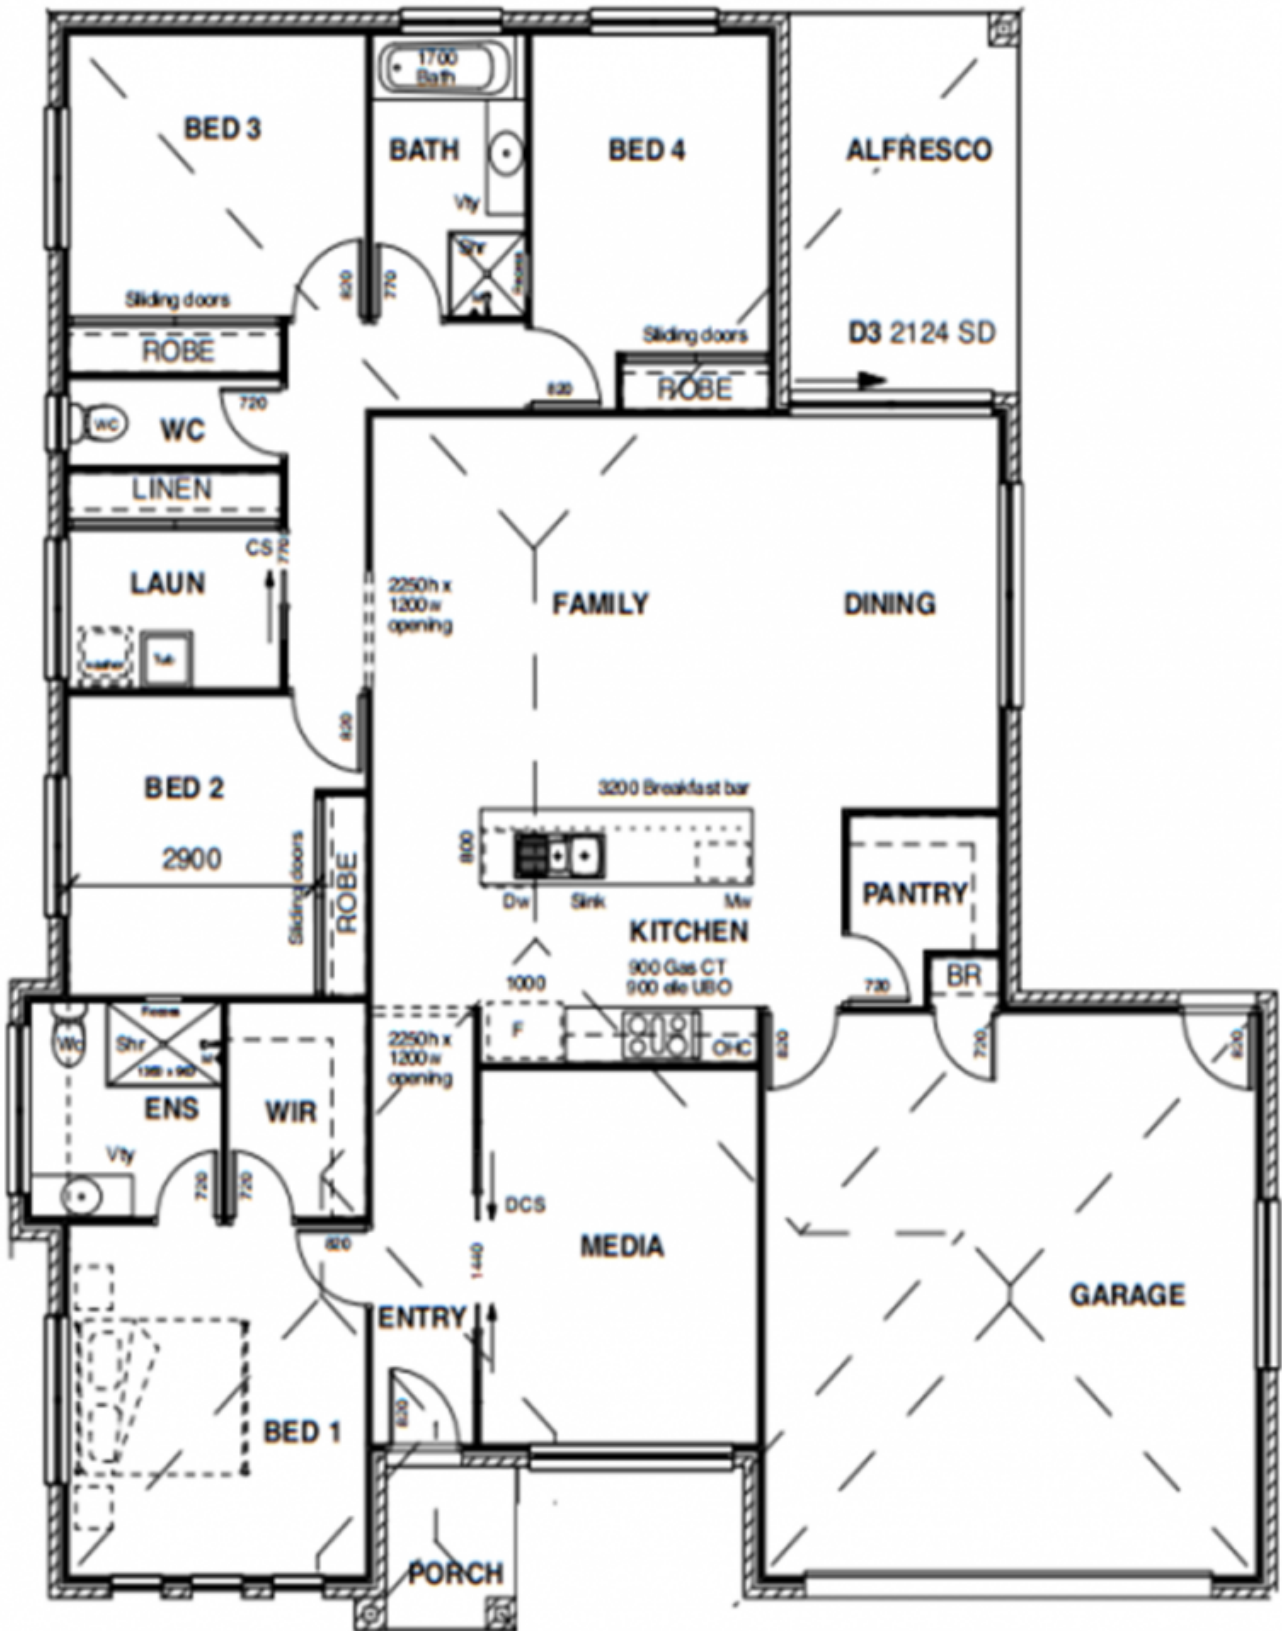 1700
Bath
BED 3
BATH
BED 4
ALFRESCO
Vty
Shr
820
770
Sliding doors
Sliding doors
D3 2124 SD
ROBE
ROBE
820
720
WC
WC
LINEN
CS
770
LAUN
2250h x
1200w
opening
FAMILY
DINING
Tub
820
BED 2
3200 Breakfast bar
2900
800
Sliding doors
ROBE
PANTRY
Dw
Sink
Mw
KITCHEN
900 Gas CT
900 elle UBO
BR
1000
720
F
OHC
820
720
820
2250h x
1200w
opening
Wc
Shr
Recess
ENS
WIR
Vty
720
720
DCS
820
1440
MEDIA
GARAGE
ENTRY
820
BED 1
PORCH